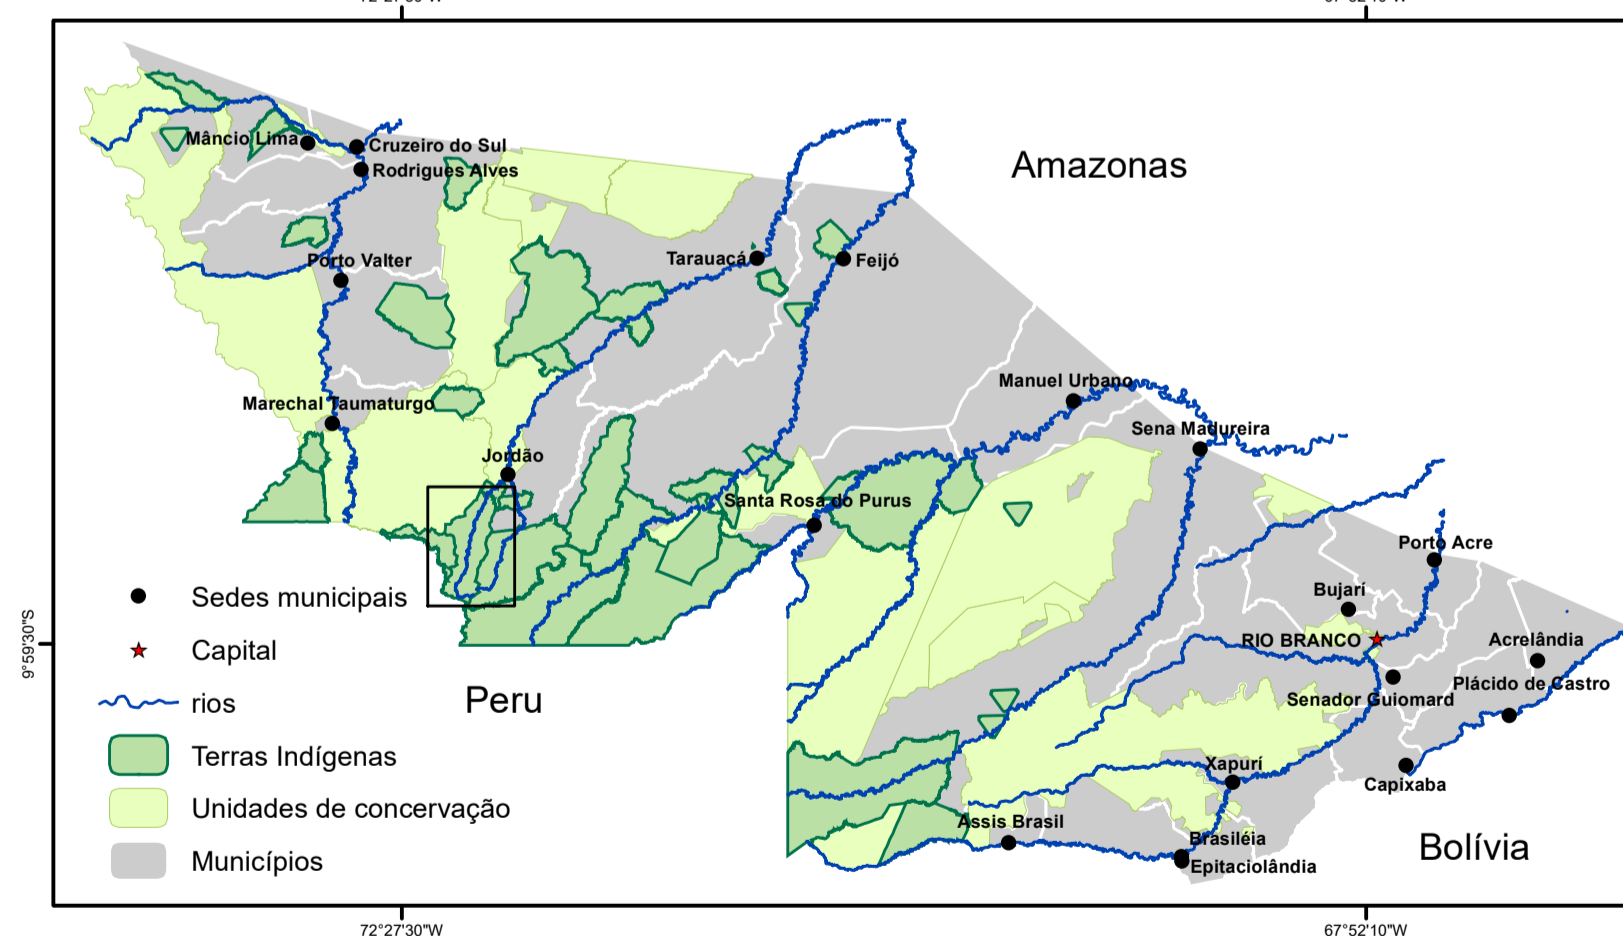 Amazonas
Mâncio Lima
Cruzeiro do Sul
Rodrigues Alves
Porto Valter
Tarauacá
Feijó
Marechal Taumaturgo
Manuel Urbano
Sena Madureira
Jordão
Santa Rosa do Purus
Porto Acre
Bujarí
RIO BRANCO
Acrelândia
Senador Guiomard
Plácido de Castro
Xapurí
Capixaba
Assis Brasil
Brasiléia
Epitaciolândia
Peru
Bolívia
Sedes municipais
Capital
rios
Terras Indígenas
Unidades de concervação
Municípios
9°59'30"S
72°27'30"W
67°52'10"W